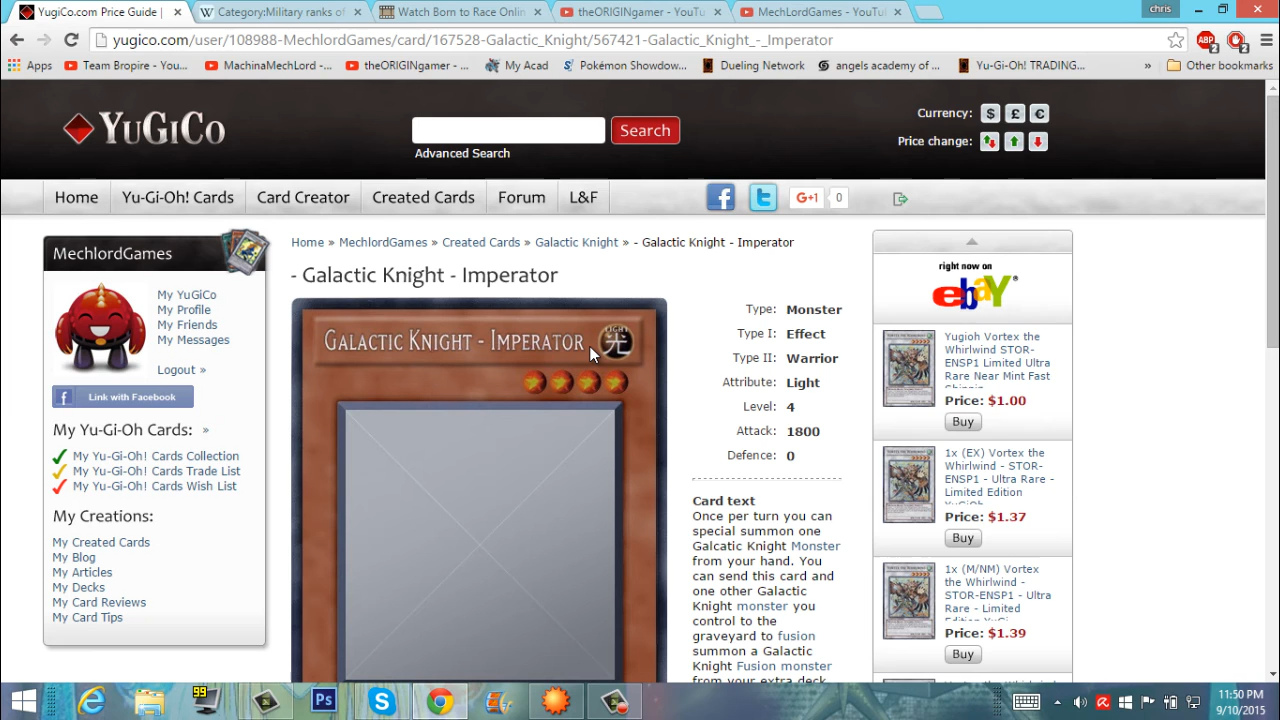 YugiCo.com Price Guide |
Category:Military ranks of
Watch Born to Race Onlin
theORIGINgamer - YouTu
MechLordGames - YouTu
chris
yugico.com/user/108988-MechlordGames/card/167528-Galactic_Knight/567421-Galactic_Knight_-_Imperator
ABP
2
2
Apps
Team Bropire - You...
MachinaMechLord - ...
theORIGINgamer - ...
My Acad
Pokémon Showdow...
Dueling Network
angels academy of ...
Yu-Gi-Oh! TRADING...
»
Other bookmarks
YuGiCo
Search
Advanced Search
Currency: $ £ €
Price change:
Home
Yu-Gi-Oh! Cards
Card Creator
Created Cards
Forum
L&F
G+1
0
MechlordGames
My YuGiCo
My Profile
My Friends
My Messages
Logout »
Link with Facebook
My Yu-Gi-Oh Cards: »
My Yu-Gi-Oh! Cards Collection
My Yu-Gi-Oh! Cards Trade List
My Yu-Gi-Oh! Cards Wish List
My Creations:
My Created Cards
My Blog
My Articles
My Decks
My Card Reviews
My Card Tips
Home » MechlordGames » Created Cards » Galactic Knight » - Galactic Knight - Imperator
- Galactic Knight - Imperator
Galactic Knight - Imperator
LIGHT
光
Type: Monster
Type I: Effect
Type II: Warrior
Attribute: Light
Level: 4
Attack: 1800
Defence: 0
Card text
Once per turn you can
special summon one
Galcatic Knight Monster
from your hand. You
can send this card and
one other Galactic
Knight monster you
control to the
graveyard to fusion
summon a Galactic
Knight Fusion monster
from your extra deck
right now on
ebay
Yugioh Vortex the
Whirlwind STOR-
ENSP1 Limited Ultra
Rare Near Mint Fast
Price: $1.00
Buy
1x (EX) Vortex the
Whirlwind - STOR-
ENSP1 - Ultra Rare -
Limited Edition
Price: $1.37
Buy
1x (M/NM) Vortex
the Whirlwind -
STOR-ENSP1 - Ultra
Rare - Limited
Price: $1.39
Buy
99
Ps
11:50 PM
9/10/2015